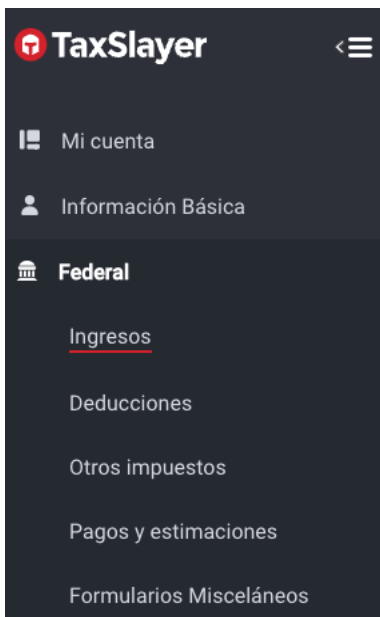 TaxSlayer
Mi cuenta
Información Básica
Federal
Ingresos
Deducciones
Otros impuestos
Pagos y estimaciones
Formularios Misceláneos